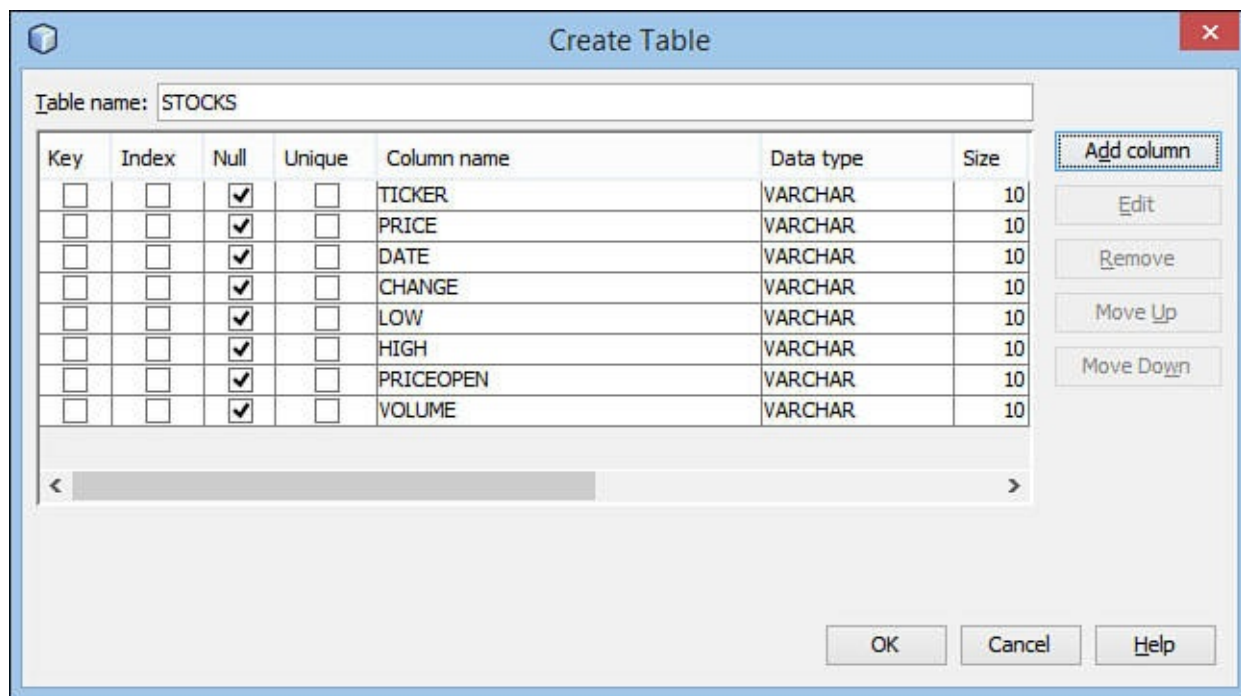 Create Table
Table name: STOCKS
Key Index Null Unique Column name Data type Size
TICKER VARCHAR 10
PRICE VARCHAR 10
DATE VARCHAR 10
CHANGE VARCHAR 10
LOW VARCHAR 10
HIGH VARCHAR 10
PRICEOPEN VARCHAR 10
VOLUME VARCHAR 10
Add column
Edit
Remove
Move Up
Move Down
OK Cancel Help